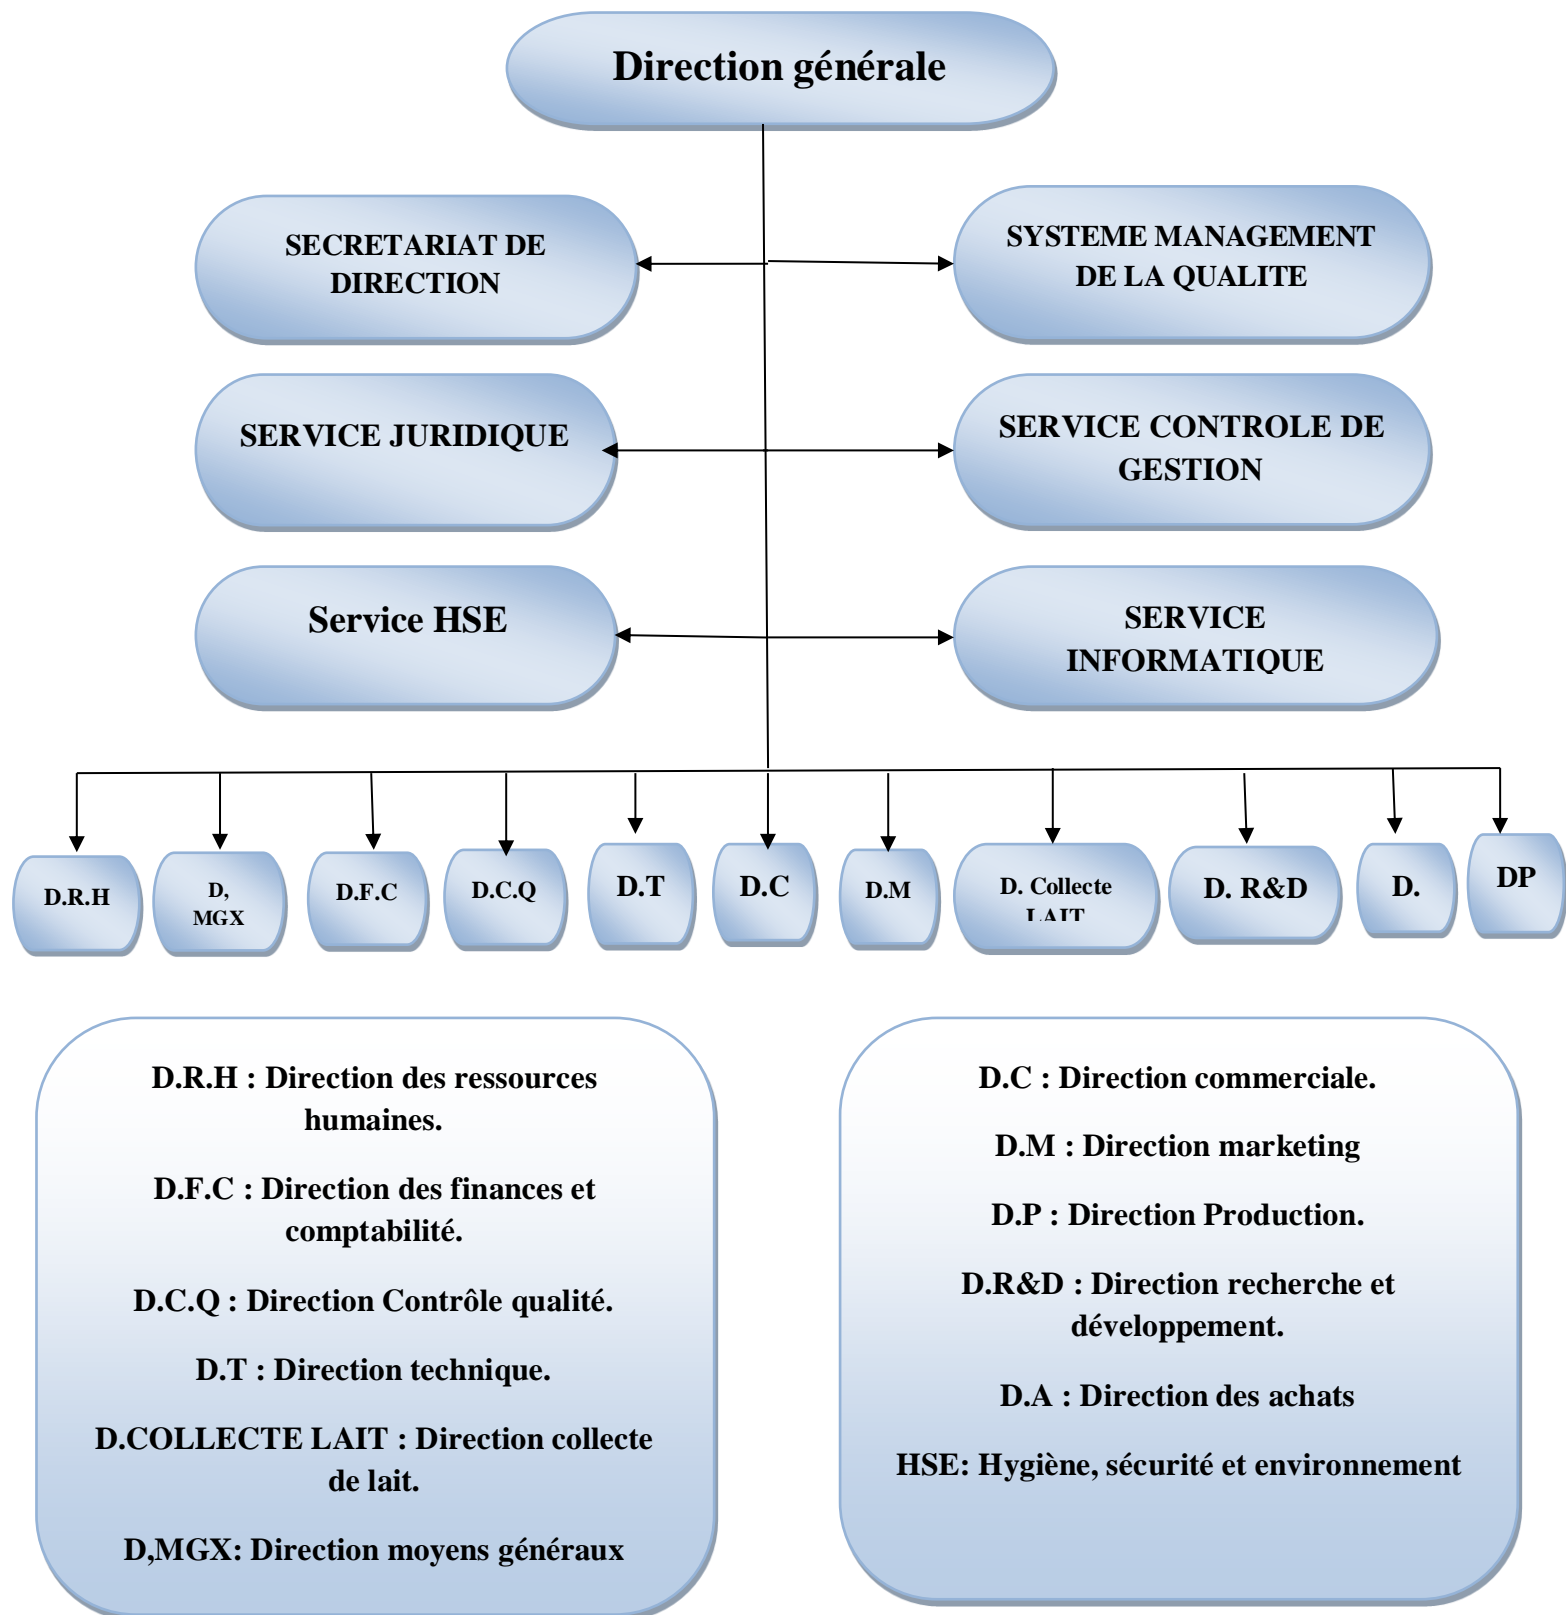 Direction générale
SECRETARIAT DE
DIRECTION
SYSTEME MANAGEMENT
DE LA QUALITE
SERVICE JURIDIQUE
SERVICE CONTROLE DE
GESTION
Service HSE
SERVICE
INFORMATIQUE
D.R.H
D,
MGX
D.F.C
D.C.Q
D.T
D.C
D.M
D. Collecte
LAIT
D. R&D
D.
DP
D.R.H : Direction des ressources
humaines.
D.F.C : Direction des finances et
comptabilité.
D.C.Q : Direction Contrôle qualité.
D.T : Direction technique.
D.COLLECTE LAIT : Direction collecte
de lait.
D,MGX: Direction moyens généraux
D.C : Direction commerciale.
D.M : Direction marketing
D.P : Direction Production.
D.R&D : Direction recherche et
développement.
D.A : Direction des achats
HSE: Hygiène, sécurité et environnement